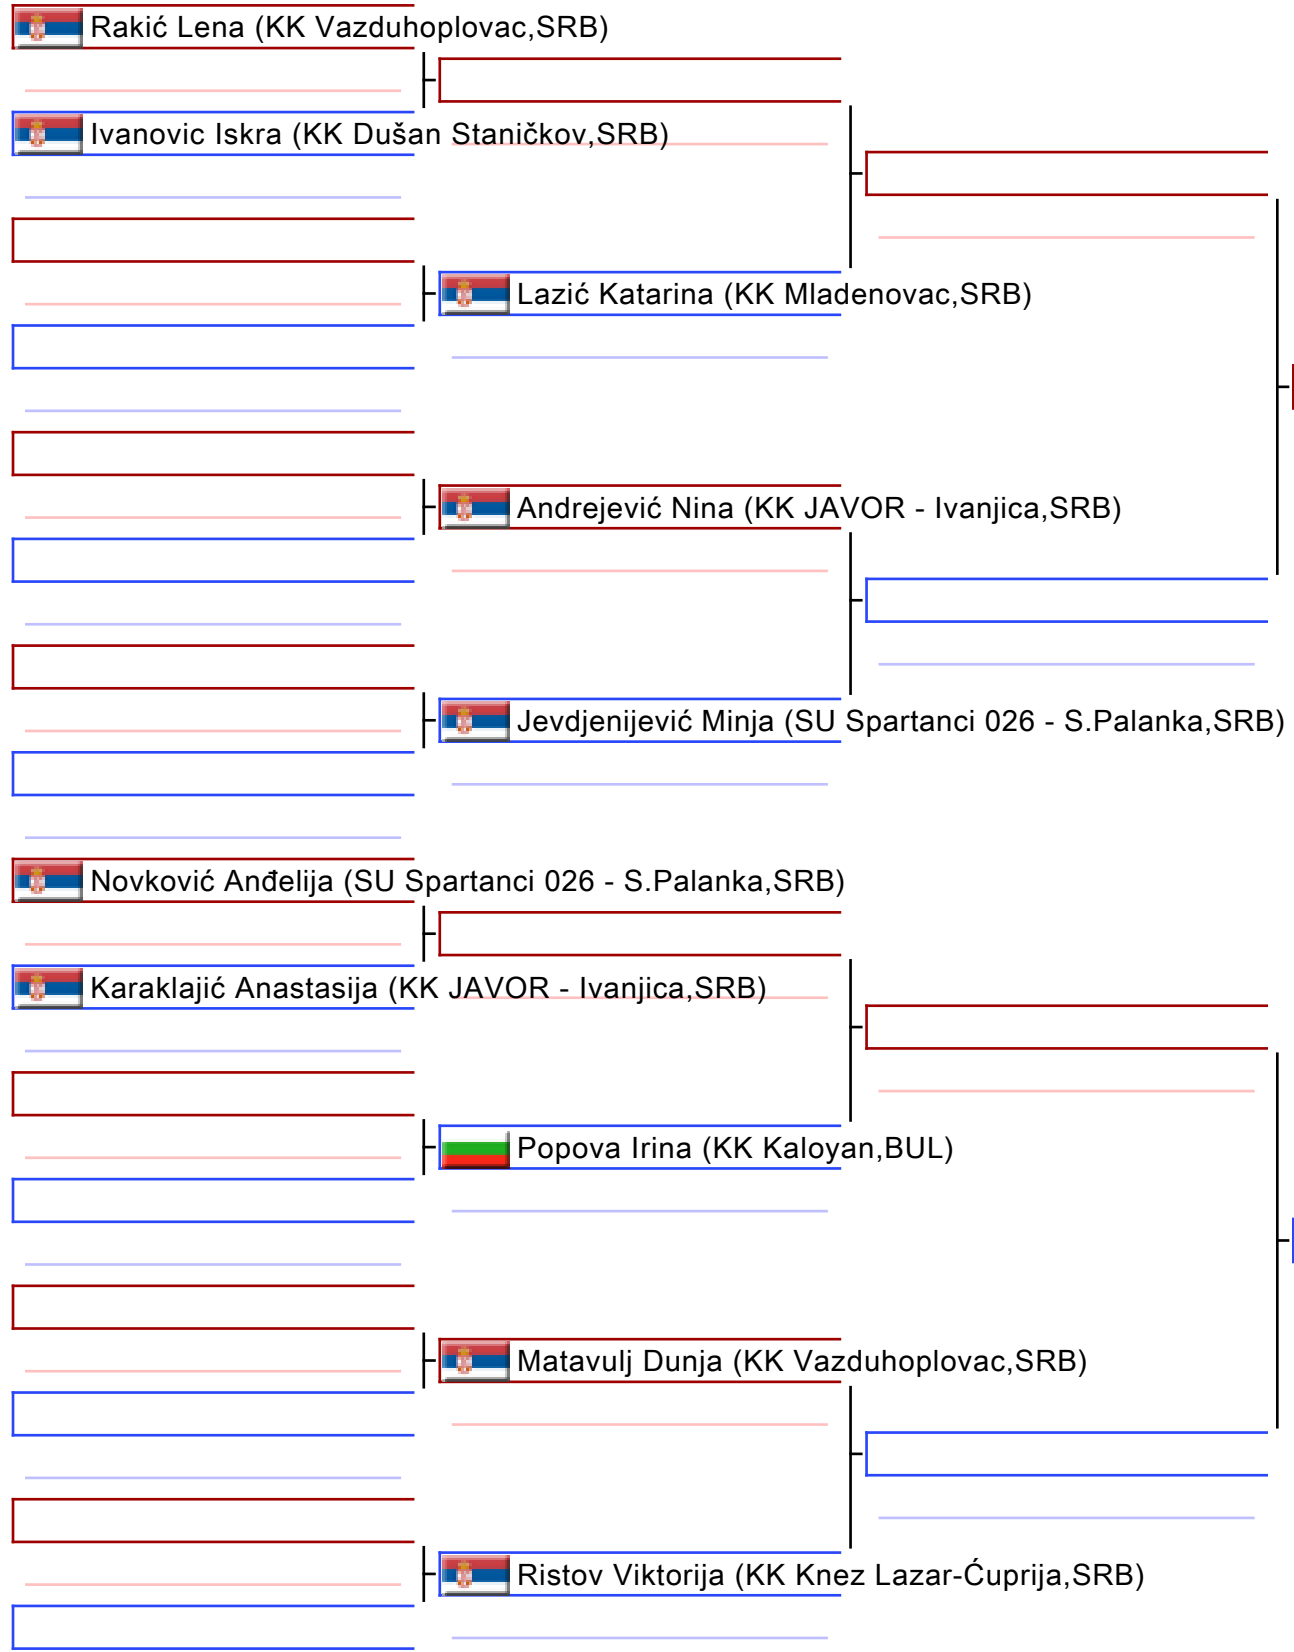 Rakić Lena (KK Vazduhoplovac,SRB)
Ivanovic Iskra (KK Dušan Staničkov,SRB)
Lazić Katarina (KK Mladenovac,SRB)
Andrejević Nina (KK JAVOR - Ivanjica,SRB)
Jevdjenijević Minja (SU Spartanci 026 - S.Palanka,SRB)
Novković Anđelija (SU Spartanci 026 - S.Palanka,SRB)
Karaklajić Anastasija (KK JAVOR - Ivanjica,SRB)
Popova Irina (KK Kaloyan,BUL)
Matavulj Dunja (KK Vazduhoplovac,SRB)
Ristov Viktorija (KK Knez Lazar-Ćuprija,SRB)